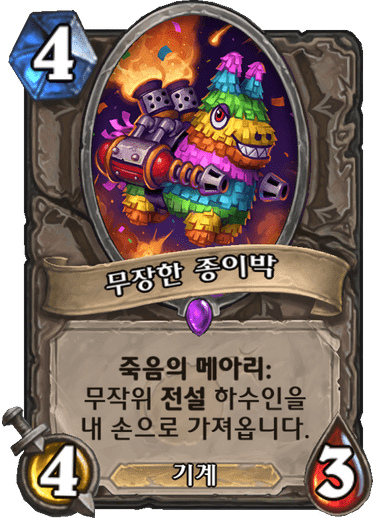 4
무장한 종이박
죽음의 메아리:
무작위 전설 하수인을
내 손으로 가져옵니다.
4
기계
3